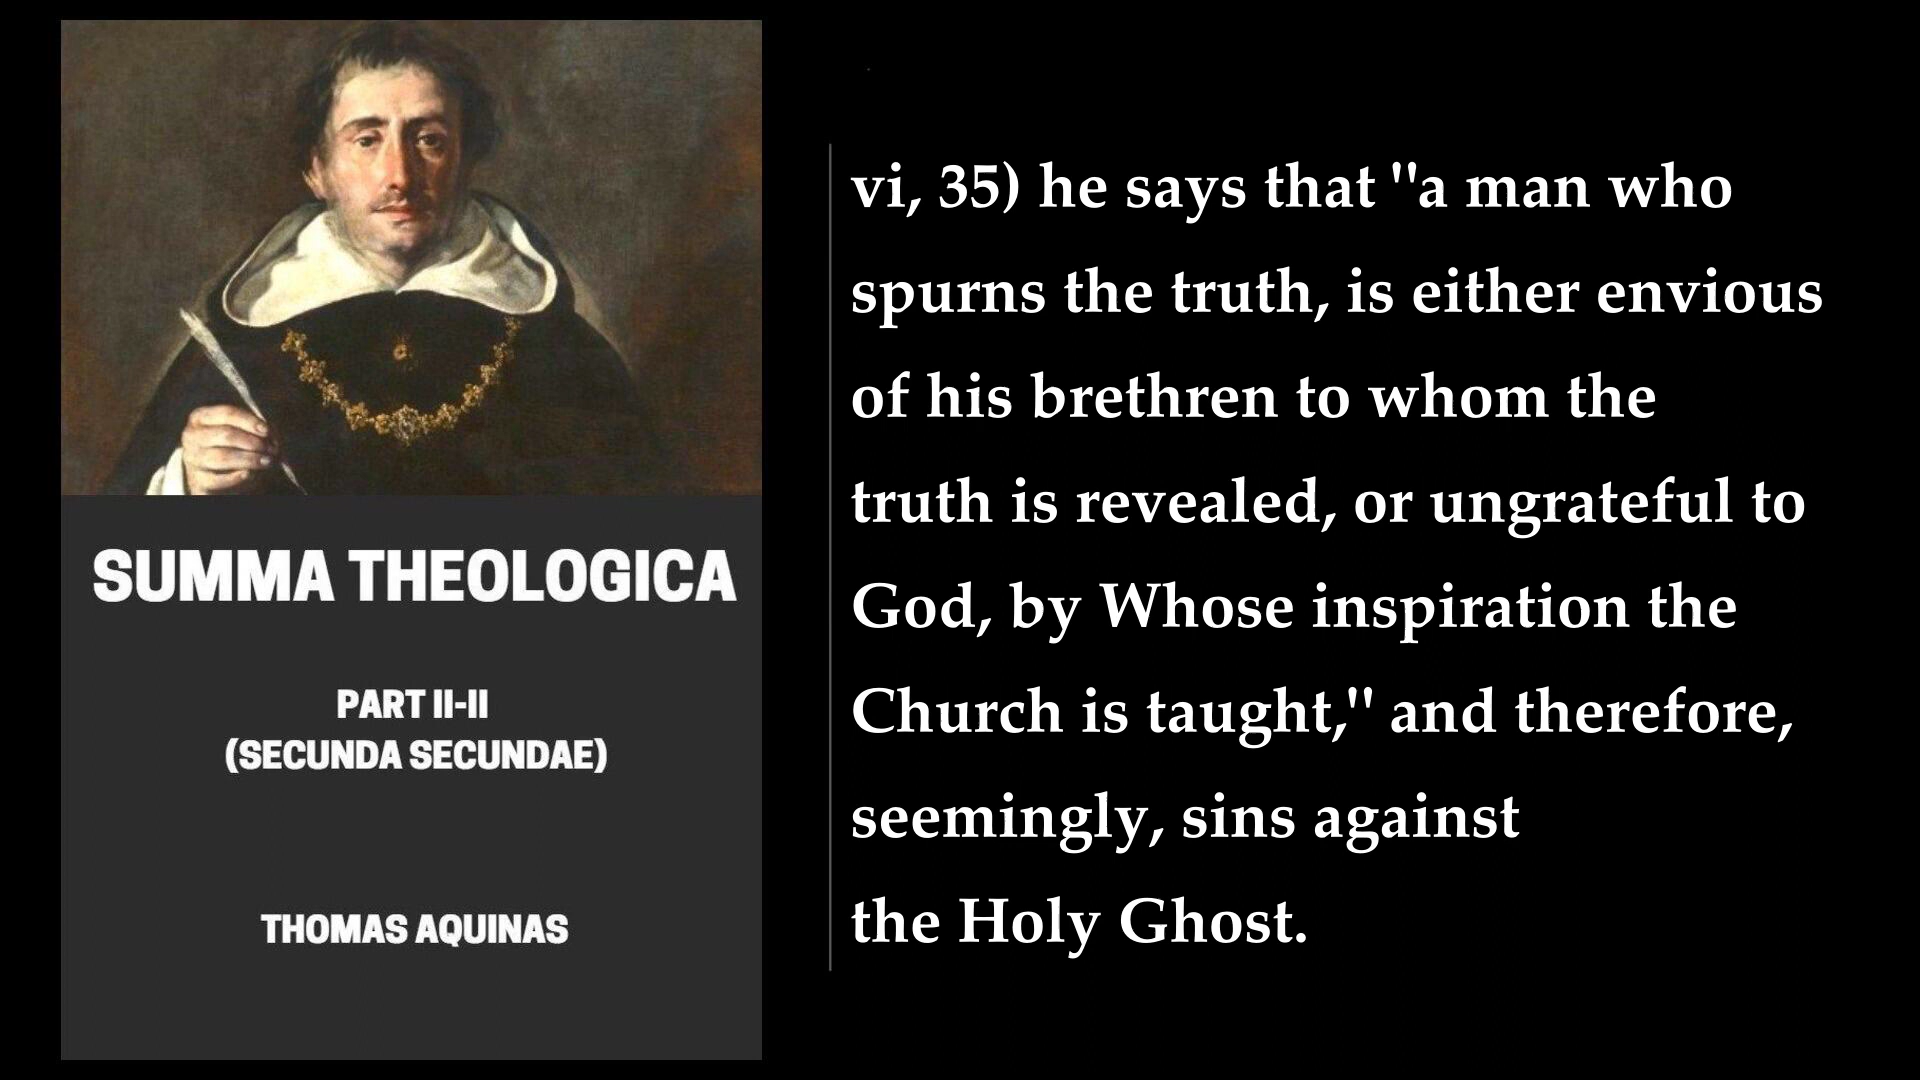 SUMMA THEOLOGICA
PART II-II
(SECUNDA SECUNDAE)
THOMAS AQUINAS
vi, 35) he says that "a man who
spurns the truth, is either envious
of his brethren to whom the
truth is revealed, or ungrateful to
God, by Whose inspiration the
Church is taught," and therefore,
seemingly, sins against
the Holy Ghost.